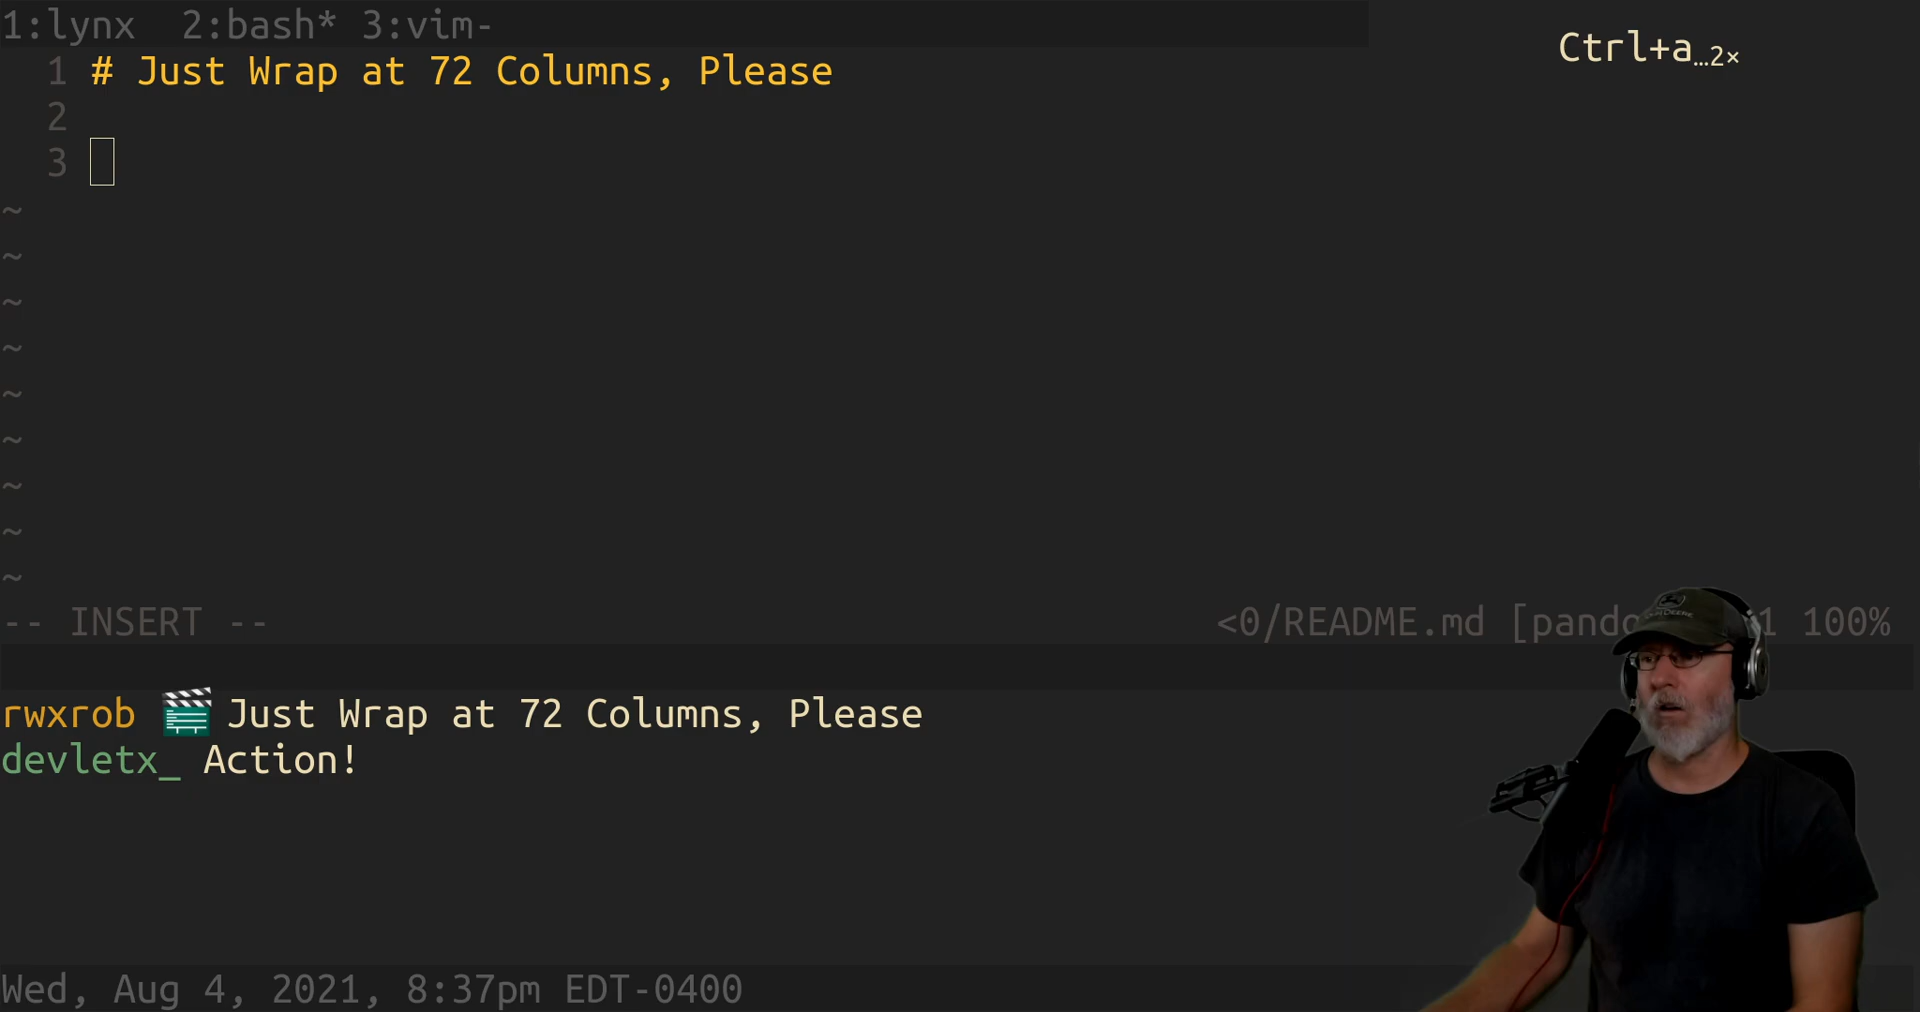 1:lynx 2:bash* 3:vim-
Ctrl+a…2×
1 # Just Wrap at 72 Columns, Please
2
3
~
~
~
~
~
~
~
~
~
-- INSERT -- <0/README.md [pando 1 100%
rwxrob 🎬 Just Wrap at 72 Columns, Please
devletx_ Action!
Wed, Aug 4, 2021, 8:37pm EDT-0400